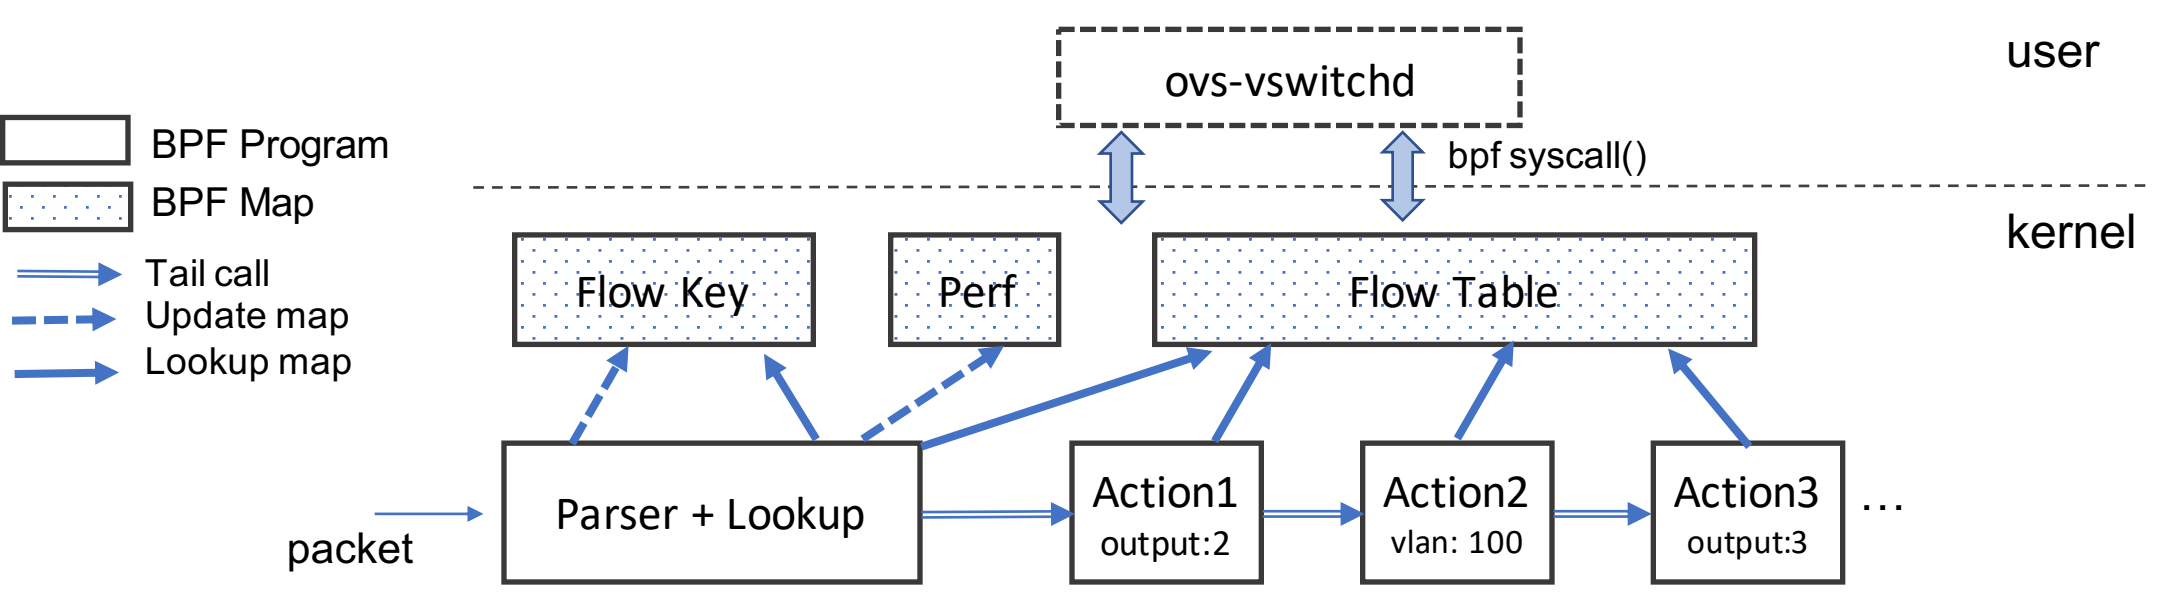 user
ovs-vswitchd
BPF Program
bpf syscall()
BPF Map
kernel
Tail call
Update map
Lookup map
Flow Key
Perf
Flow Table
packet
Parser + Lookup
Action1
output:2
Action2
vlan: 100
Action3
output:3
...